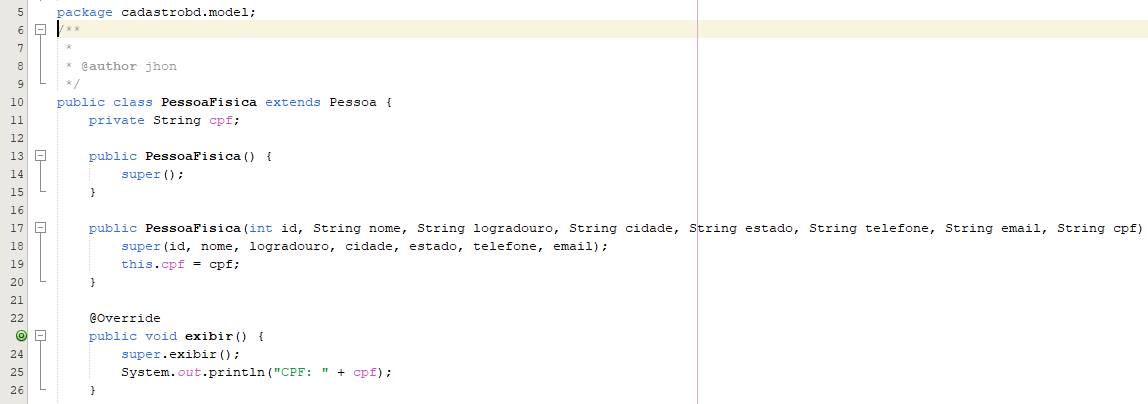 5 package cadastrobd.model;
6 /**
7  *
8  * @author jhon
9  */
10 public class PessoaFisica extends Pessoa {
11     private String cpf;
12
13     public PessoaFisica() {
14         super();
15     }
16
17     public PessoaFisica(int id, String nome, String logradouro, String cidade, String estado, String telefone, String email, String cpf)
18         super(id, nome, logradouro, cidade, estado, telefone, email);
19         this.cpf = cpf;
20     }
21
22     @Override
    public void exibir() {
24         super.exibir();
25         System.out.println("CPF: " + cpf);
26     }